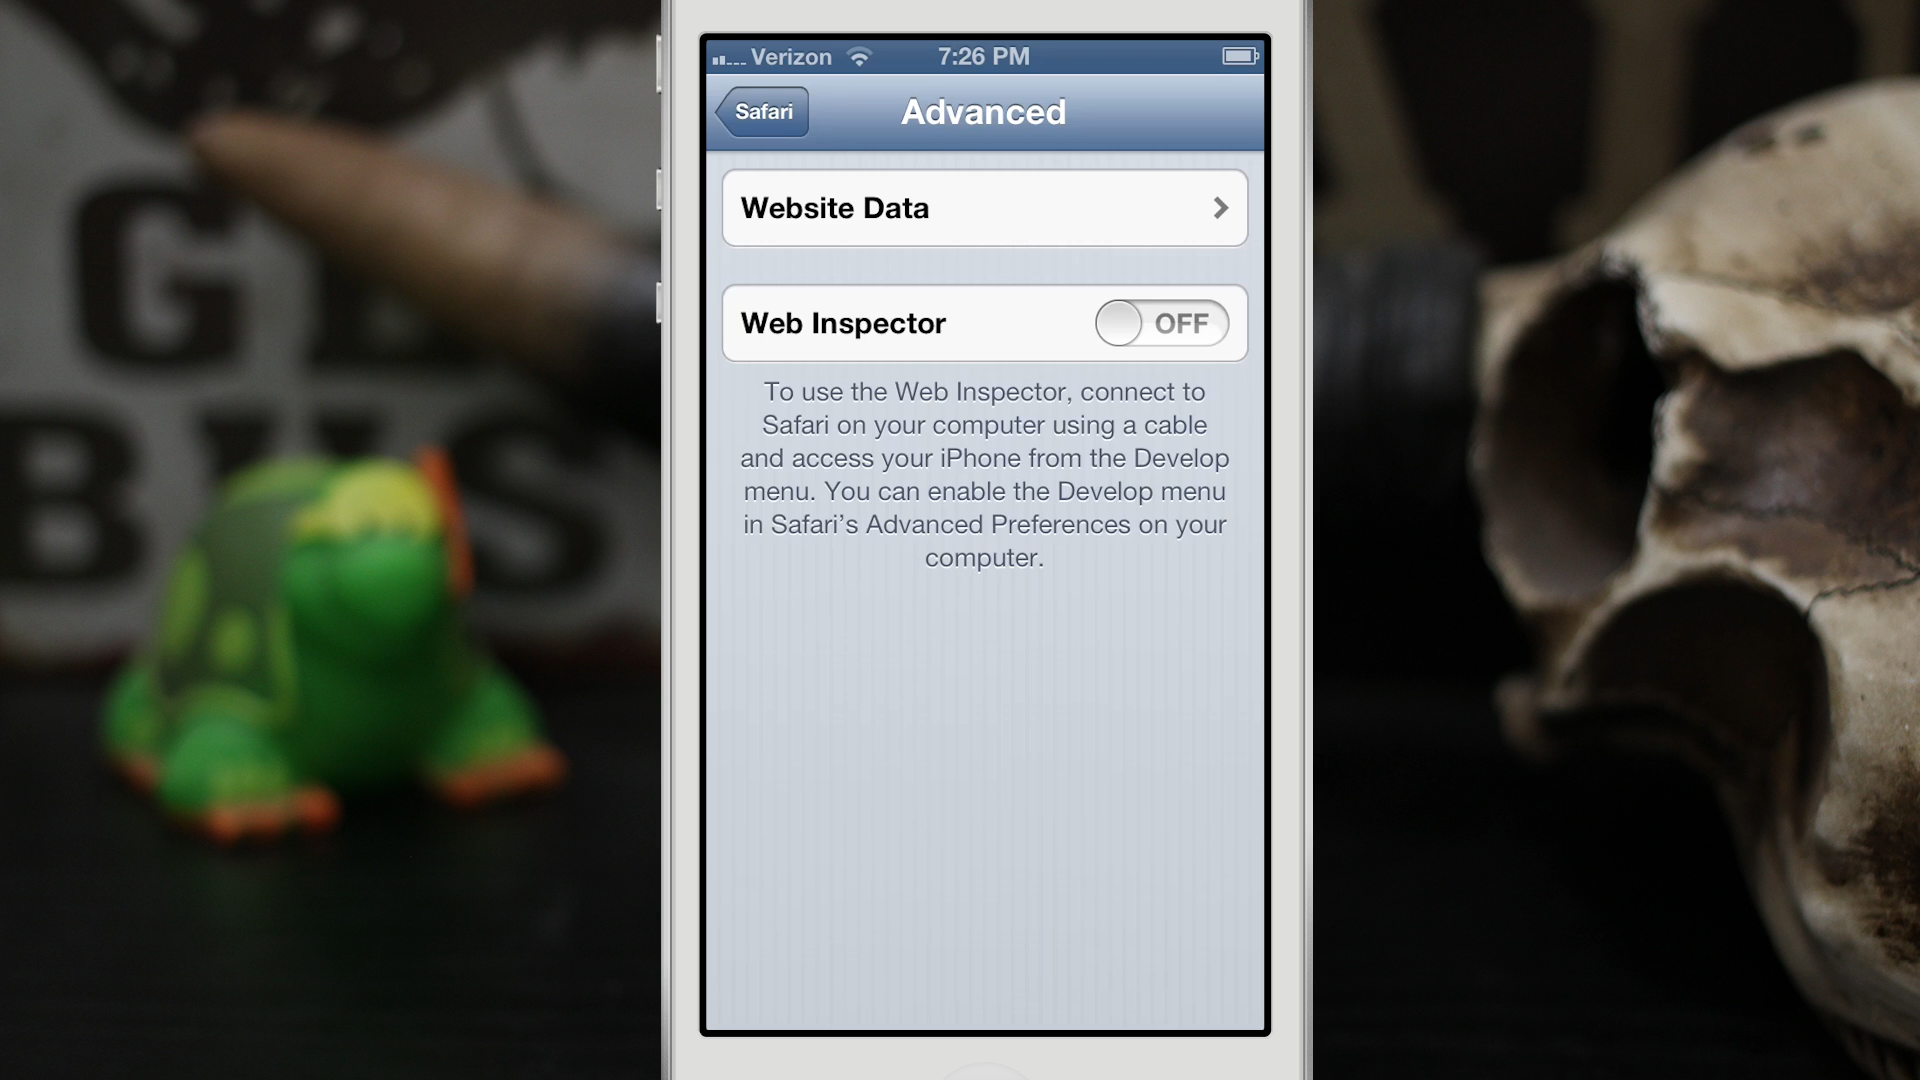 Verizon
7:26 PM
Safari
Advanced
Website Data
Web Inspector
OFF
To use the Web Inspector, connect to
Safari on your computer using a cable
and access your iPhone from the Develop
menu. You can enable the Develop menu
in Safari’s Advanced Preferences on your
computer.